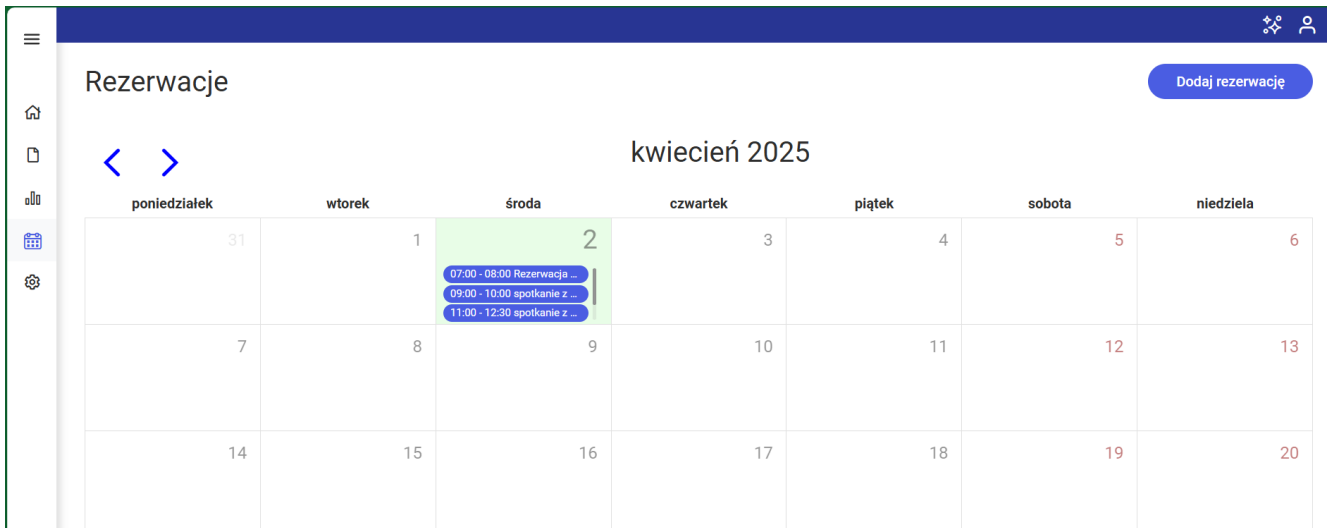 Rezerwacje
Dodaj rezerwację
kwiecień 2025
poniedziałek wtorek środa czwartek piątek sobota niedziela
31 1 2 3 4 5 6
07:00 - 08:00 Rezerwacja ...
09:00 - 10:00 spotkanie z ...
11:00 - 12:30 spotkanie z ...
7 8 9 10 11 12 13
14 15 16 17 18 19 20